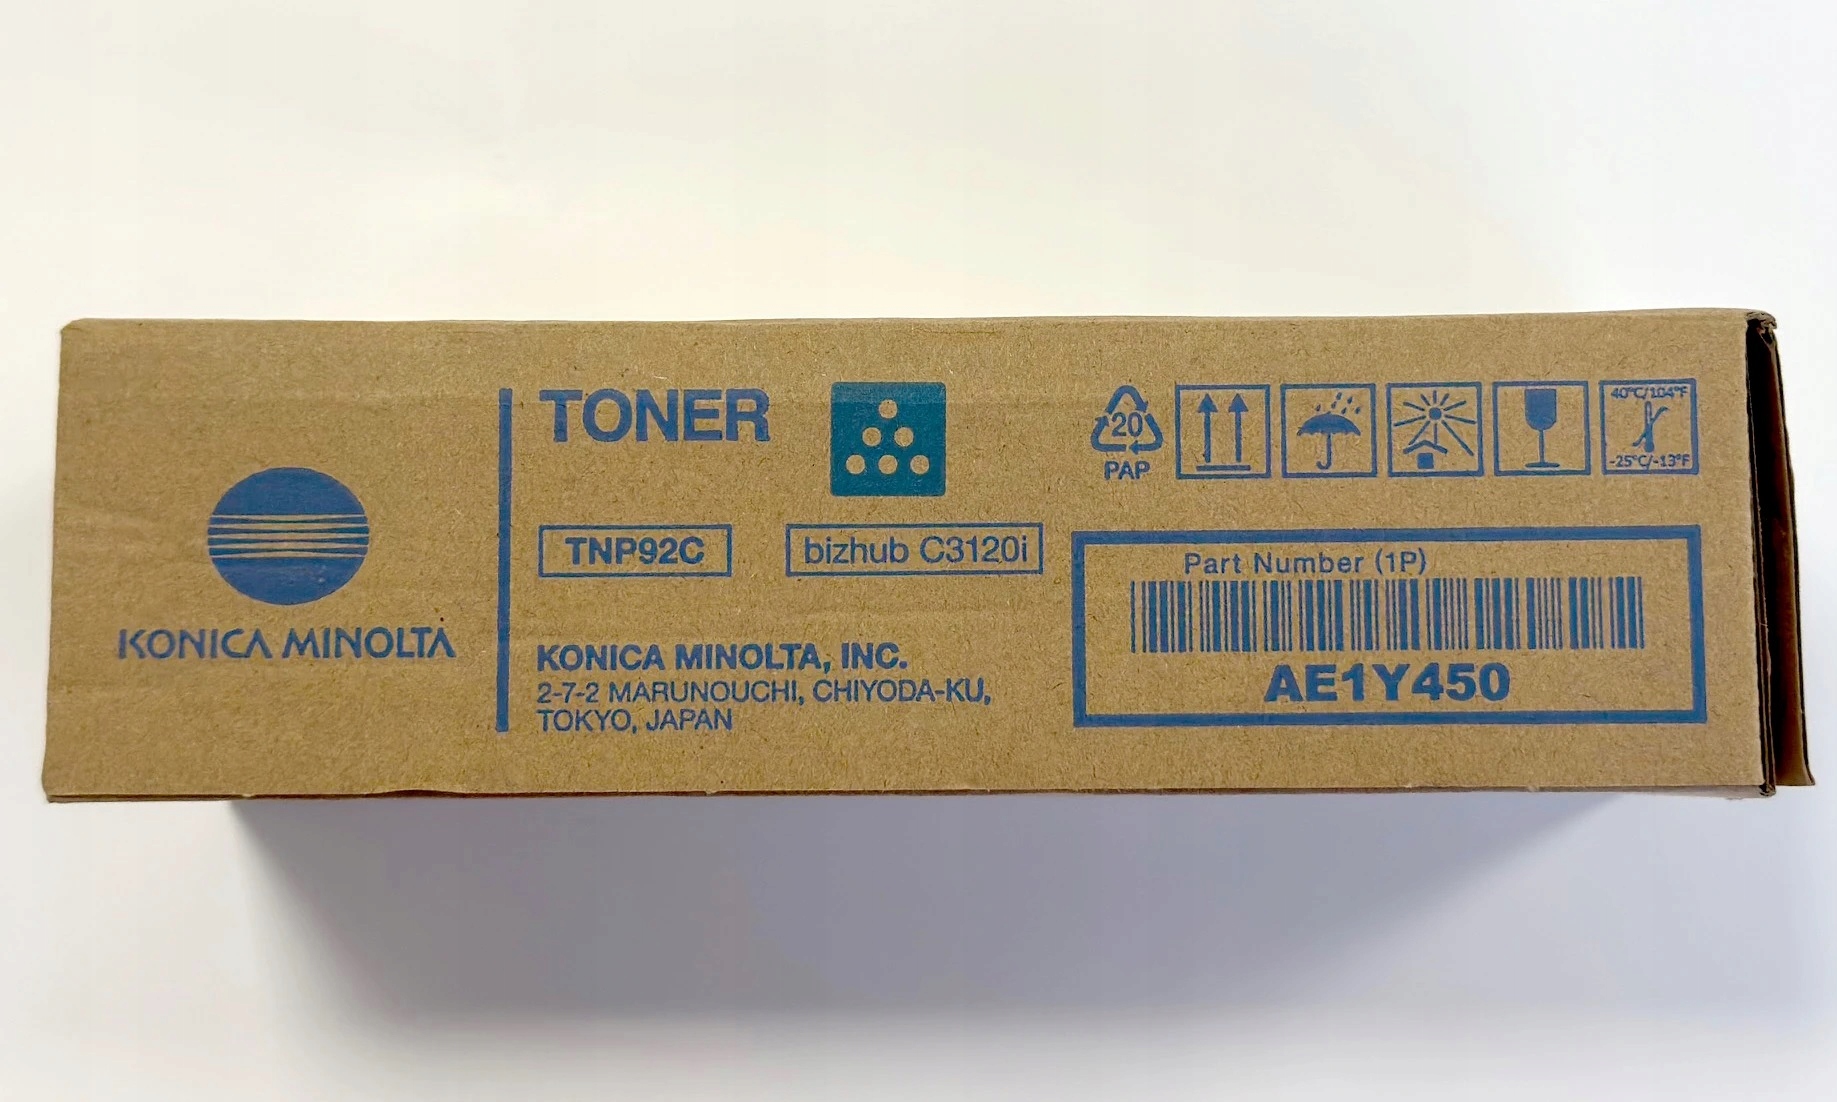 KONICA MINOLTA
TONER
TNP92C
bizhub C3120i
KONICA MINOLTA, INC.
2-7-2 MARUNOUCHI, CHIYODA-KU,
TOKYO, JAPAN
20
PAP
40°C/104°F
-25°C/-13°F
Part Number (1P)
AE1Y450